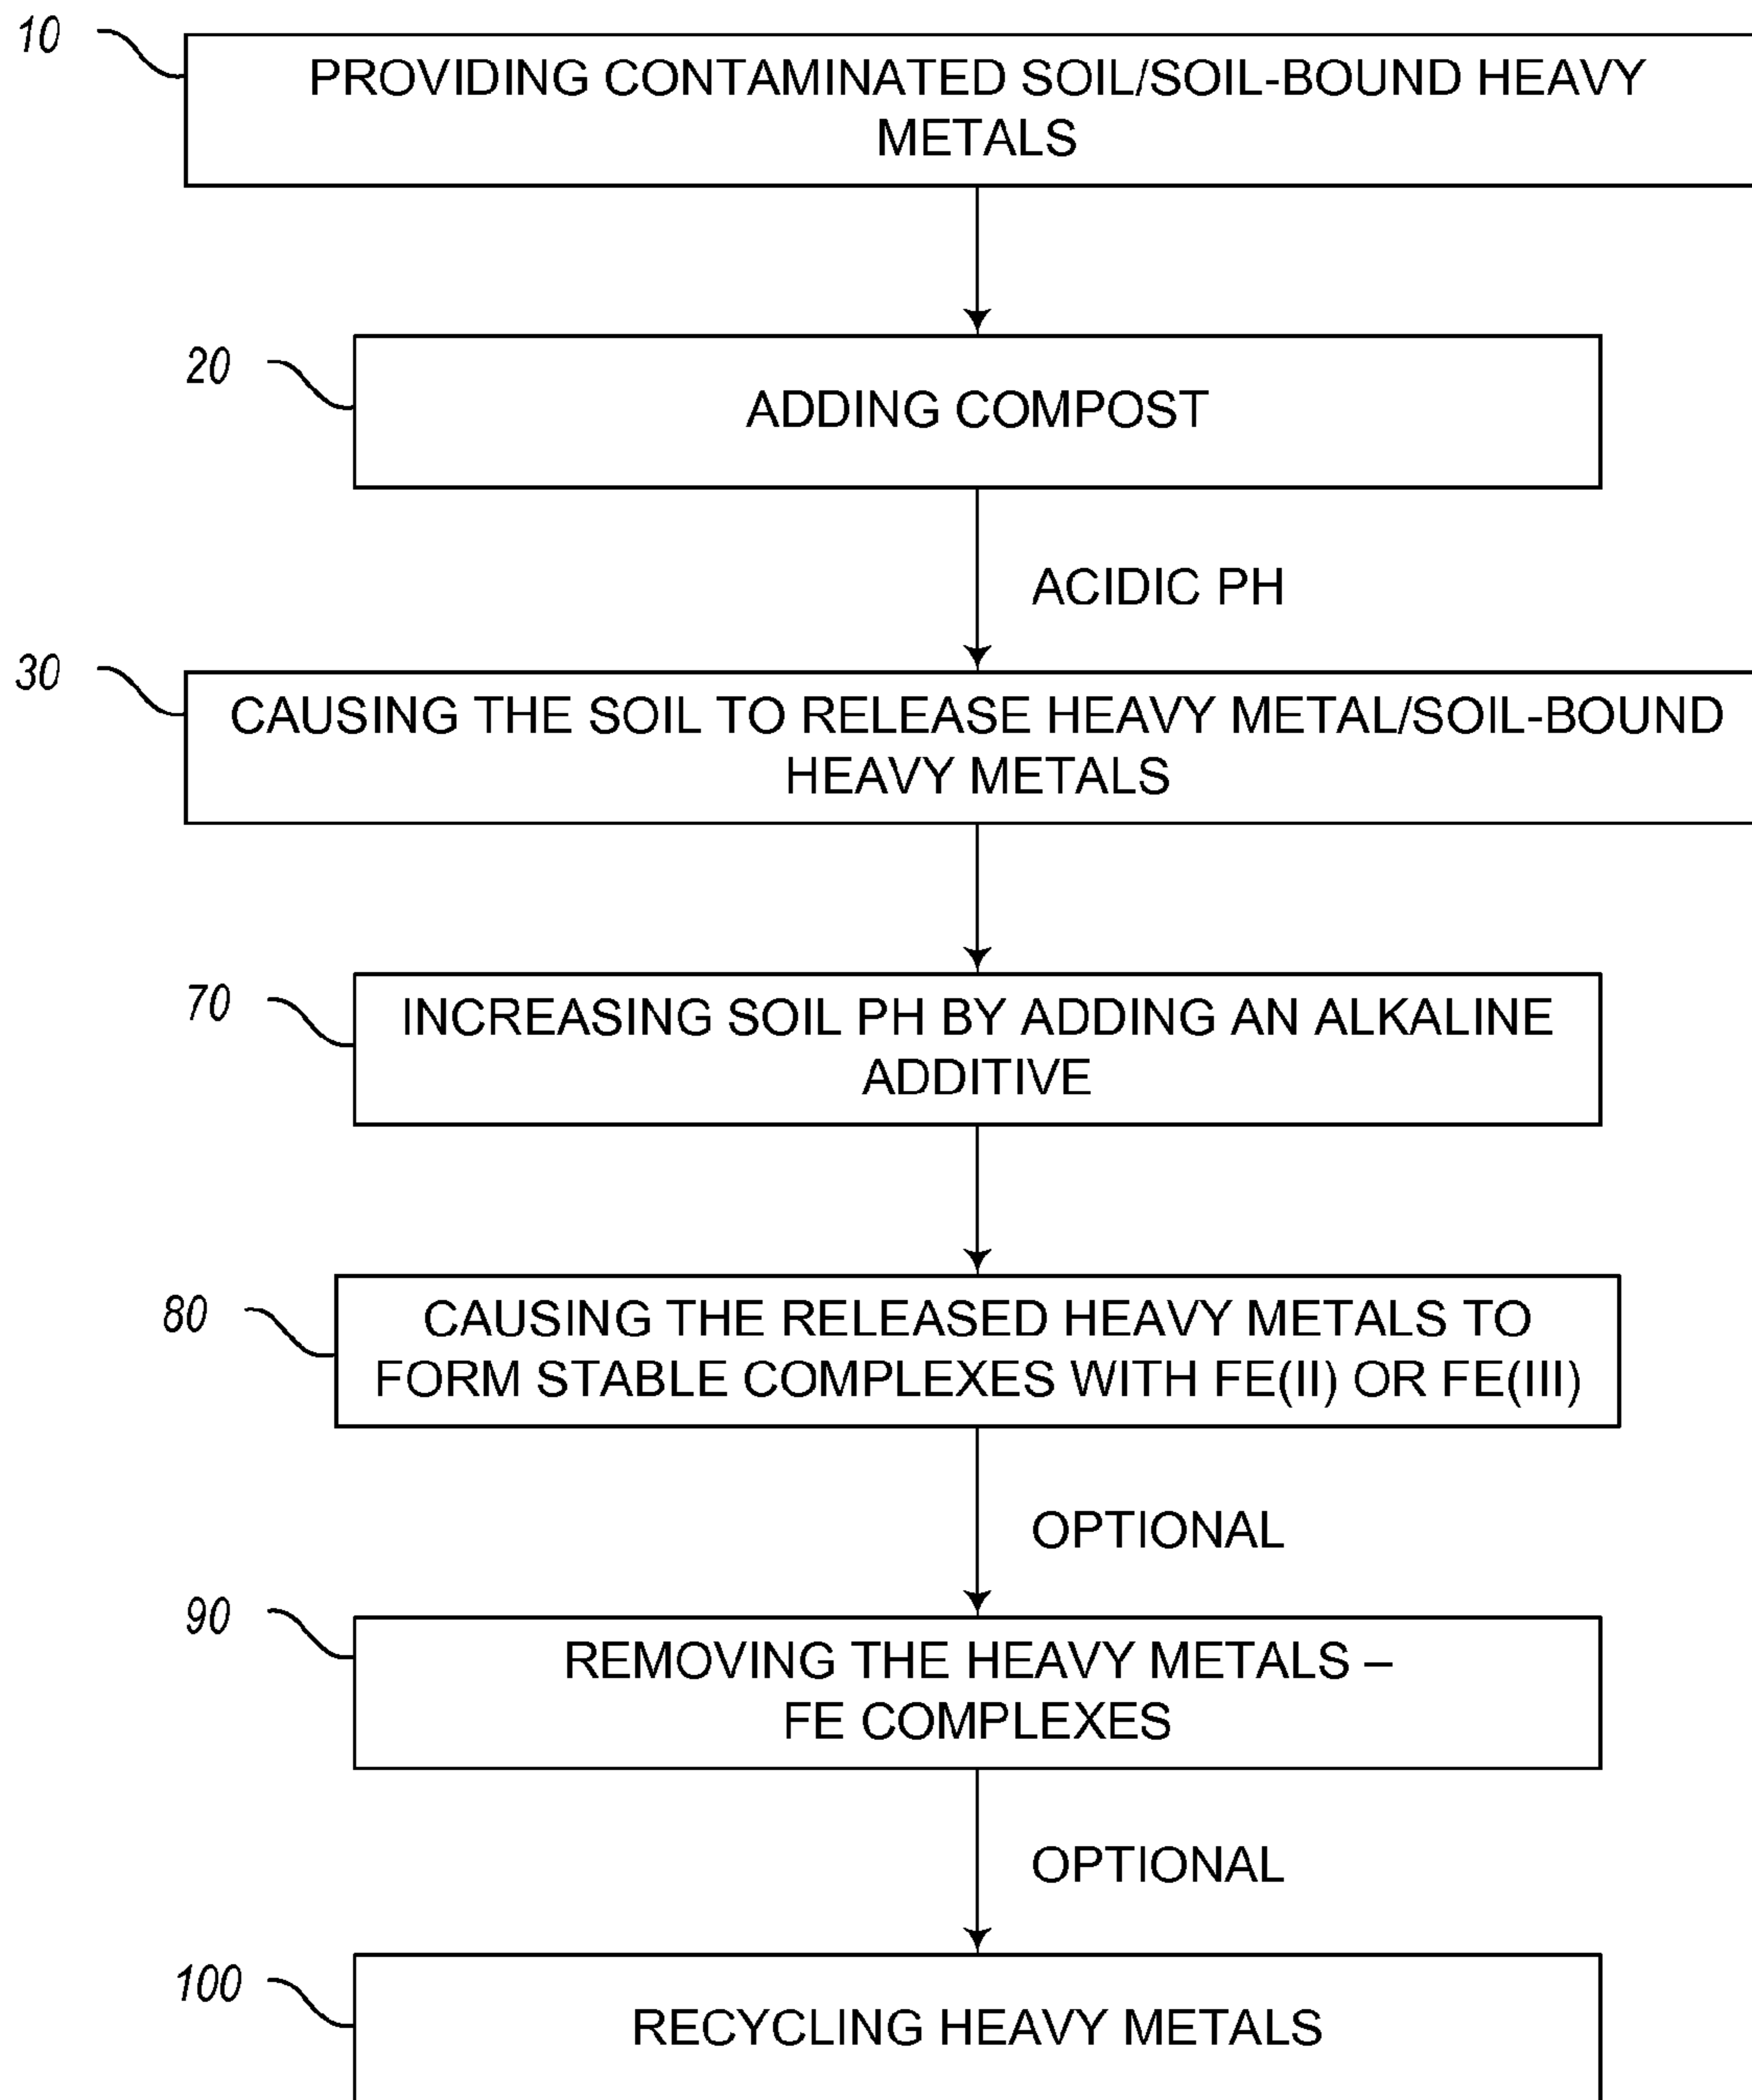 10
PROVIDING CONTAMINATED SOIL/SOIL-BOUND HEAVY
METALS
20
ADDING COMPOST
ACIDIC PH
30
CAUSING THE SOIL TO RELEASE HEAVY METAL/SOIL-BOUND
HEAVY METALS
70
INCREASING SOIL PH BY ADDING AN ALKALINE
ADDITIVE
80
CAUSING THE RELEASED HEAVY METALS TO
FORM STABLE COMPLEXES WITH FE(II) OR FE(III)
OPTIONAL
90
REMOVING THE HEAVY METALS –
FE COMPLEXES
OPTIONAL
100
RECYCLING HEAVY METALS